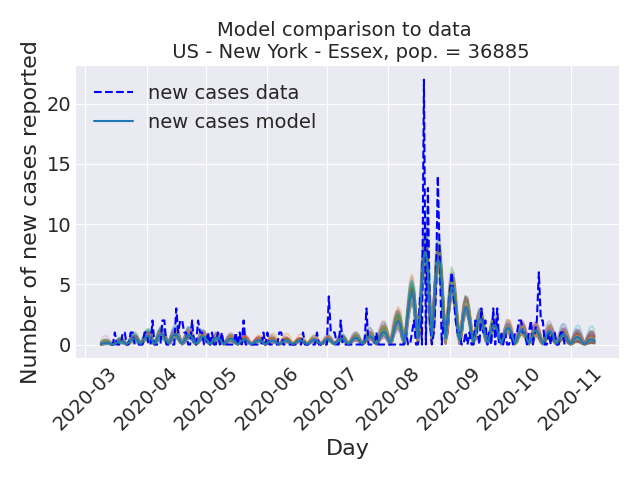 Model comparison to data
US - New York - Essex, pop. = 36885
Number of new cases reported
20
15
10
5
0
new cases data
new cases model
2020-03
2020-04
2020-05
2020-06
2020-07
2020-08
2020-09
2020-10
2020-11
Day